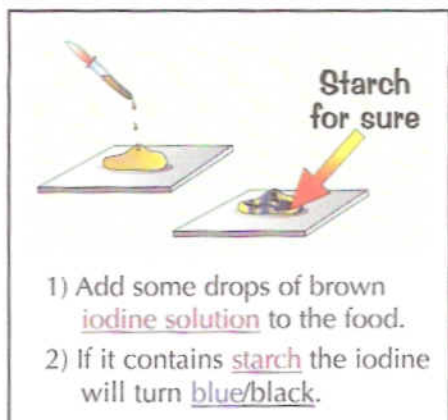 Starch
for sure
1) Add some drops of brown
iodine solution to the food.
2) If it contains starch the iodine
will turn blue/black.